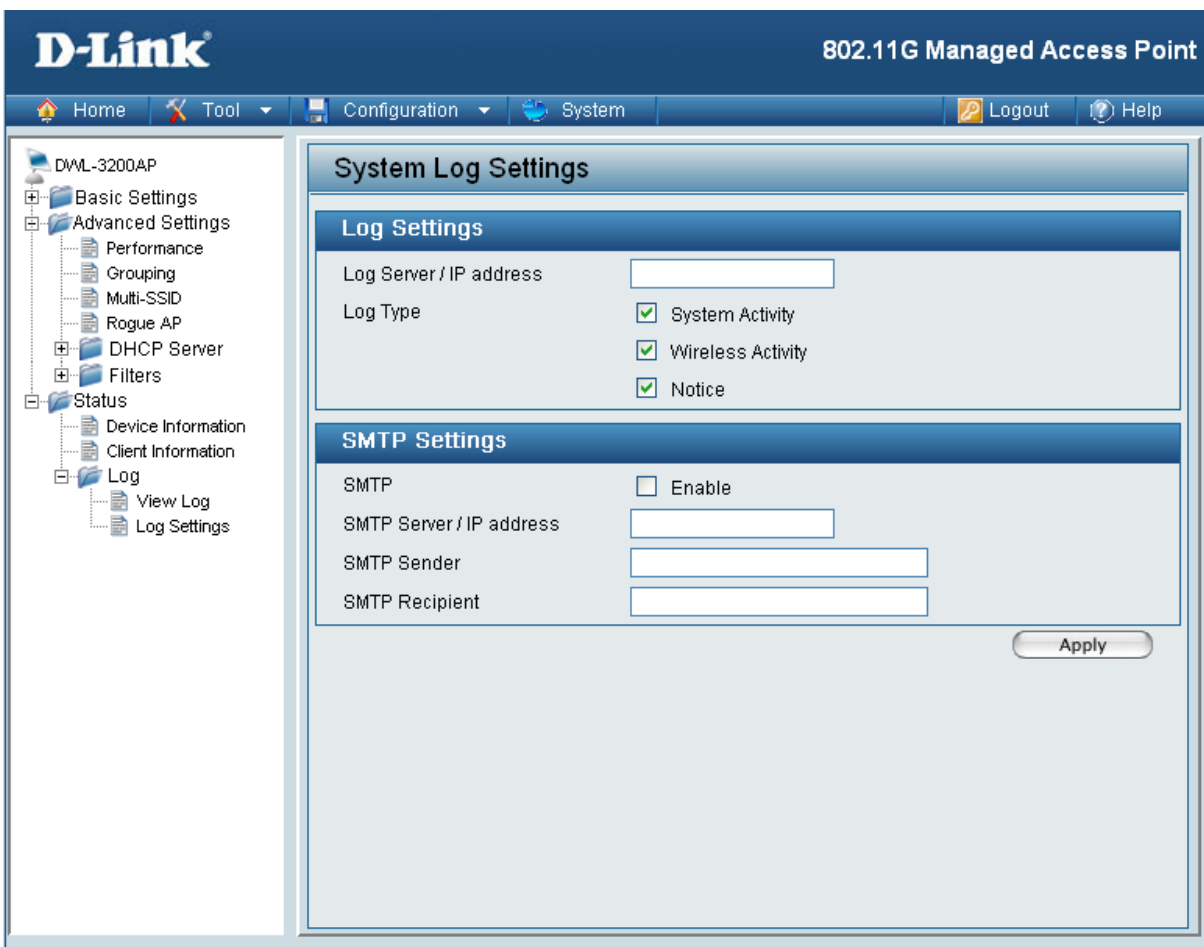 D-Link
802.11G Managed Access Point
Home Tool Configuration System Logout Help
DWL-3200AP
Basic Settings
Advanced Settings
Performance
Grouping
Multi-SSID
Rogue AP
DHCP Server
Filters
Status
Device Information
Client Information
Log
View Log
Log Settings
System Log Settings
Log Settings
Log Server / IP address
Log Type
System Activity
Wireless Activity
Notice
SMTP Settings
SMTP Enable
SMTP Server / IP address
SMTP Sender
SMTP Recipient
Apply